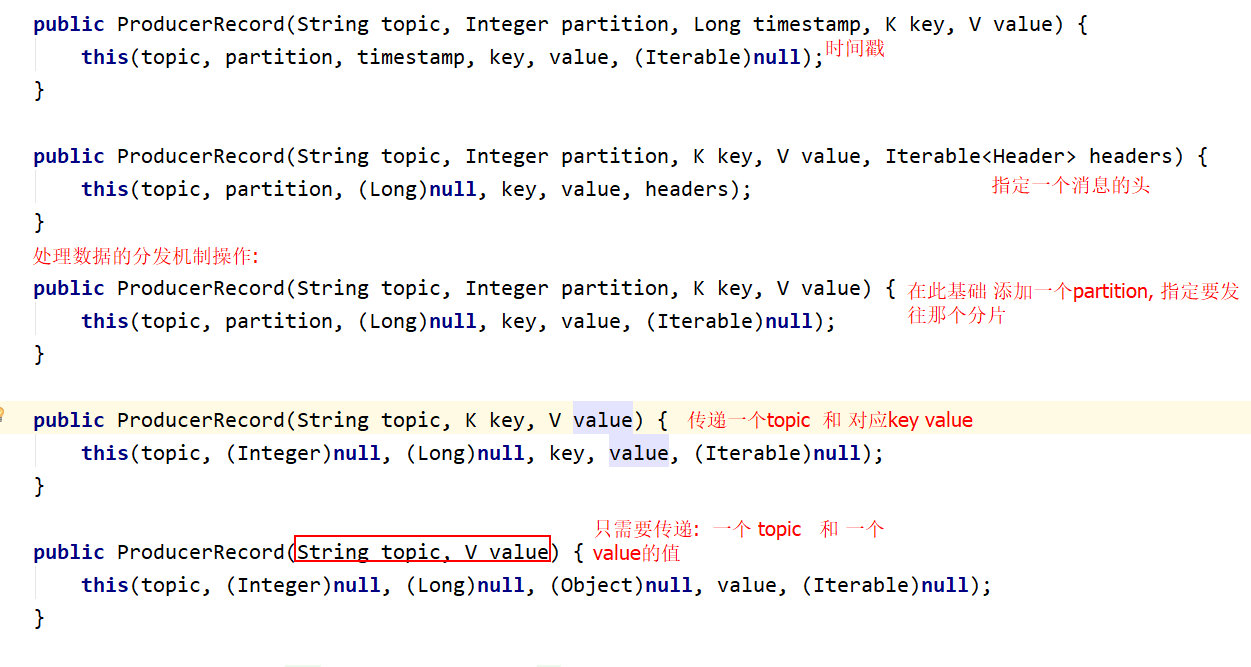 public ProducerRecord(String topic, Integer partition, Long timestamp, K key, V value) {
this(topic, partition, timestamp, key, value, (Iterable)null);时间戳
}
public ProducerRecord(String topic, Integer partition, K key, V value, Iterable<Header> headers) {
this(topic, partition, (Long)null, key, value, headers);
指定一个消息的头
}
处理数据的分发机制操作:
public ProducerRecord(String topic, Integer partition, K key, V value) { 在此基础 添加一个partition, 指定要发
this(topic, partition, (Long)null, key, value, (Iterable)null); 往那个分片
}
public ProducerRecord(String topic, K key, V value) { 传递一个topic 和 对应key value
this(topic, (Integer)null, (Long)null, key, value, (Iterable)null);
}
只需要传递: 一个 topic 和 一个
public ProducerRecord(String topic, V value) { value的值
this(topic, (Integer)null, (Long)null, (Object)null, value, (Iterable)null);
}